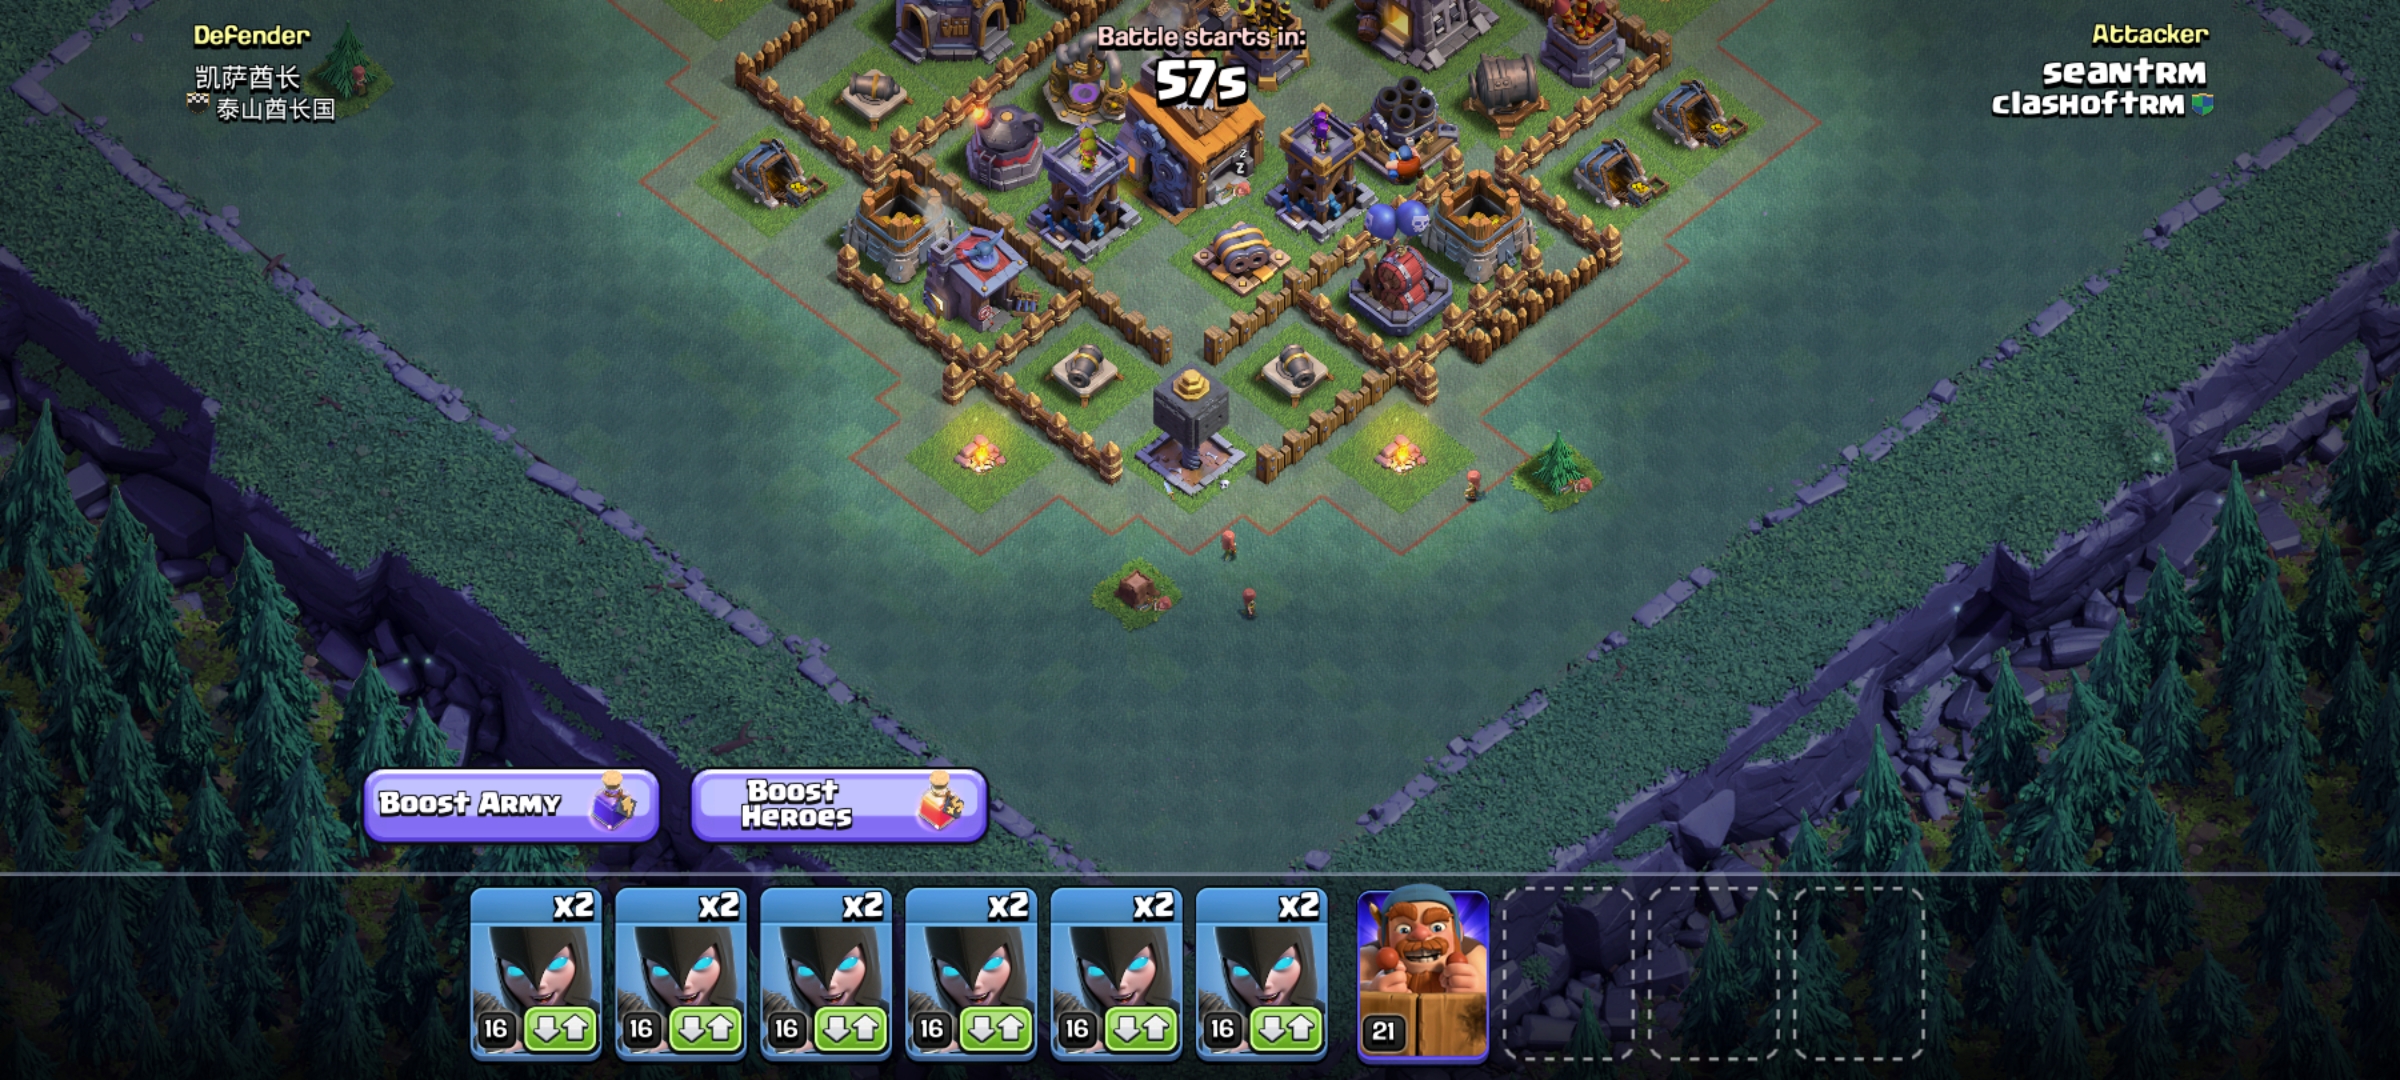 Defender
凯萨酋长
泰山酋长国
Battle starts in:
57s
Attacker
seantRM
clashoftRM
VIII
z
z
Boost Army
Boost
Heroes
x2
x2
x2
x2
x2
x2
16
16
16
16
16
16
21